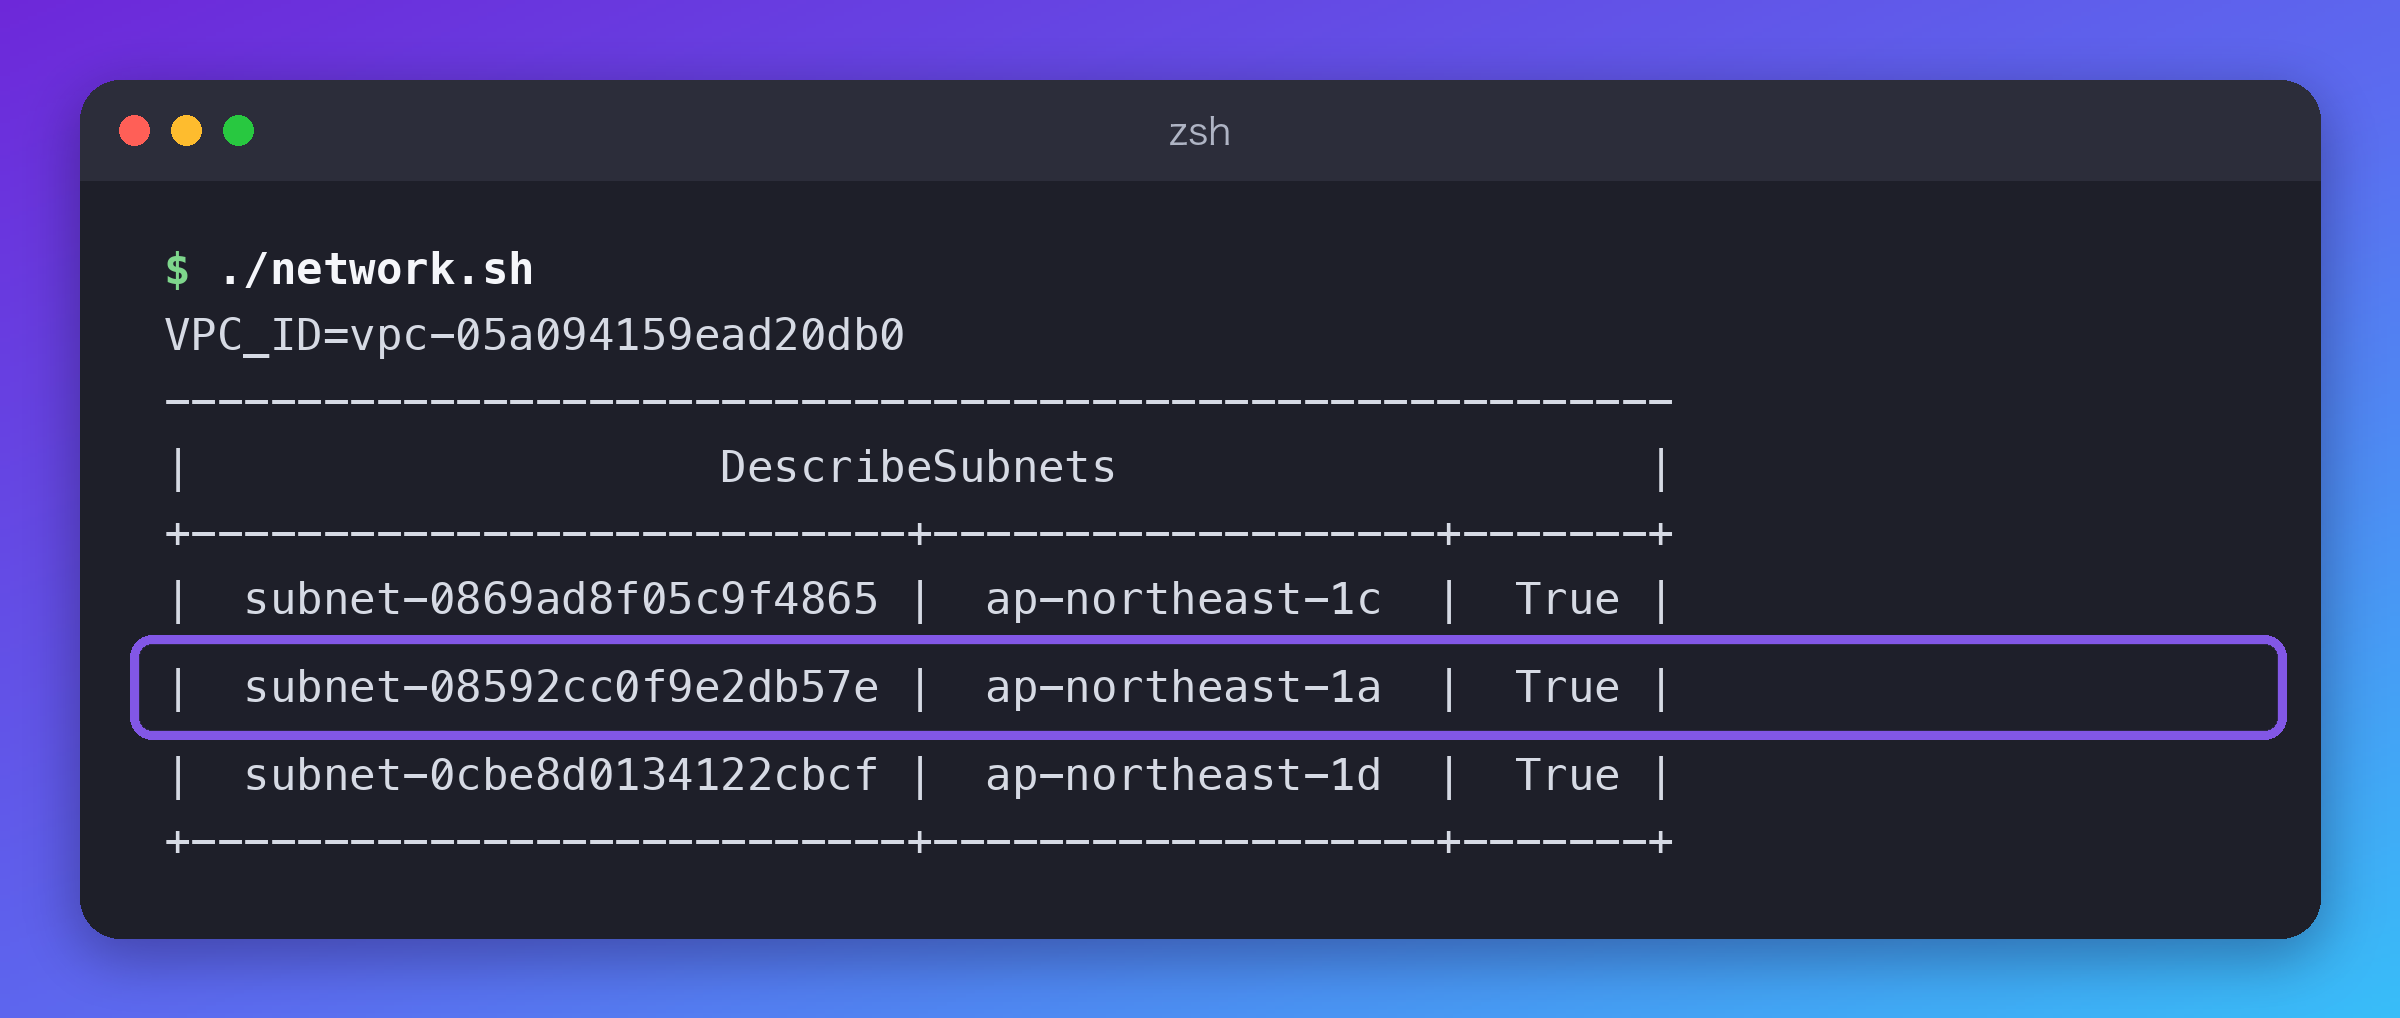 zsh
$ ./network.sh
VPC_ID=vpc-05a094159ead20db0
---------------------------------------------------------
|                    DescribeSubnets                    |
+---------------------------+-------------------+-------+
|  subnet-0869ad8f05c9f4865 |  ap-northeast-1c  |  True |
|  subnet-08592cc0f9e2db57e |  ap-northeast-1a  |  True |
|  subnet-0cbe8d0134122cbcf |  ap-northeast-1d  |  True |
+---------------------------+-------------------+-------+